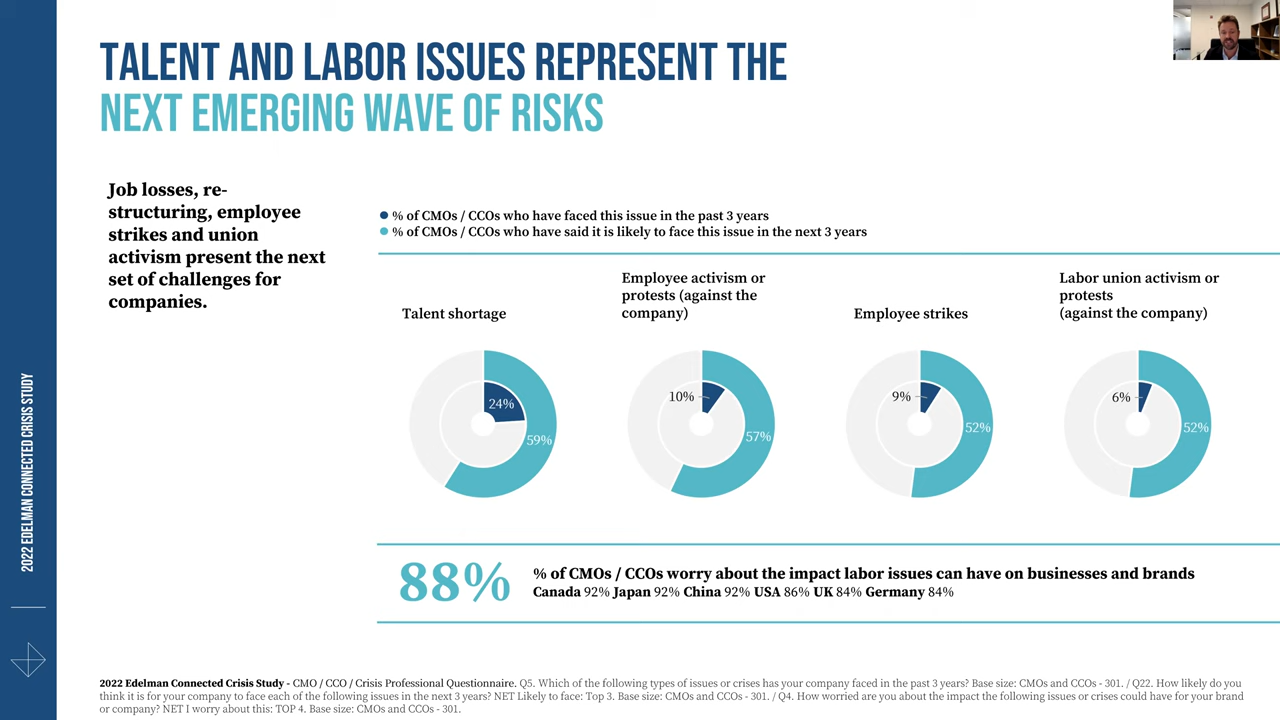 TALENT AND LABOR ISSUES REPRESENT THE
NEXT EMERGING WAVE OF RISKS
Job losses, re-
structuring, employee
strikes and union
activism present the next
set of challenges for
companies.
% of CMOs / CCOs who have faced this issue in the past 3 years
% of CMOs / CCOs who have said it is likely to face this issue in the next 3 years
Talent shortage
24%
59%
Employee activism or
protests (against the
company)
10%
57%
Employee strikes
9%
52%
Labor union activism or
protests
(against the company)
6%
52%
88%
% of CMOs / CCOs worry about the impact labor issues can have on businesses and brands
Canada 92% Japan 92% China 92% USA 86% UK 84% Germany 84%
2022 EDELMAN CONNECTED CRISIS STUDY
2022 Edelman Connected Crisis Study - CMO / CCO / Crisis Professional Questionnaire. Q5. Which of the following types of issues or crises has your company faced in the past 3 years? Base size: CMOs and CCOs - 301. / Q22. How likely do you
think it is for your company to face each of the following issues in the next 3 years? NET Likely to face: Top 3. Base size: CMOs and CCOs - 301. / Q4. How worried are you about the impact the following issues or crises could have for your brand
or company? NET I worry about this: TOP 4. Base size: CMOs and CCOs - 301.